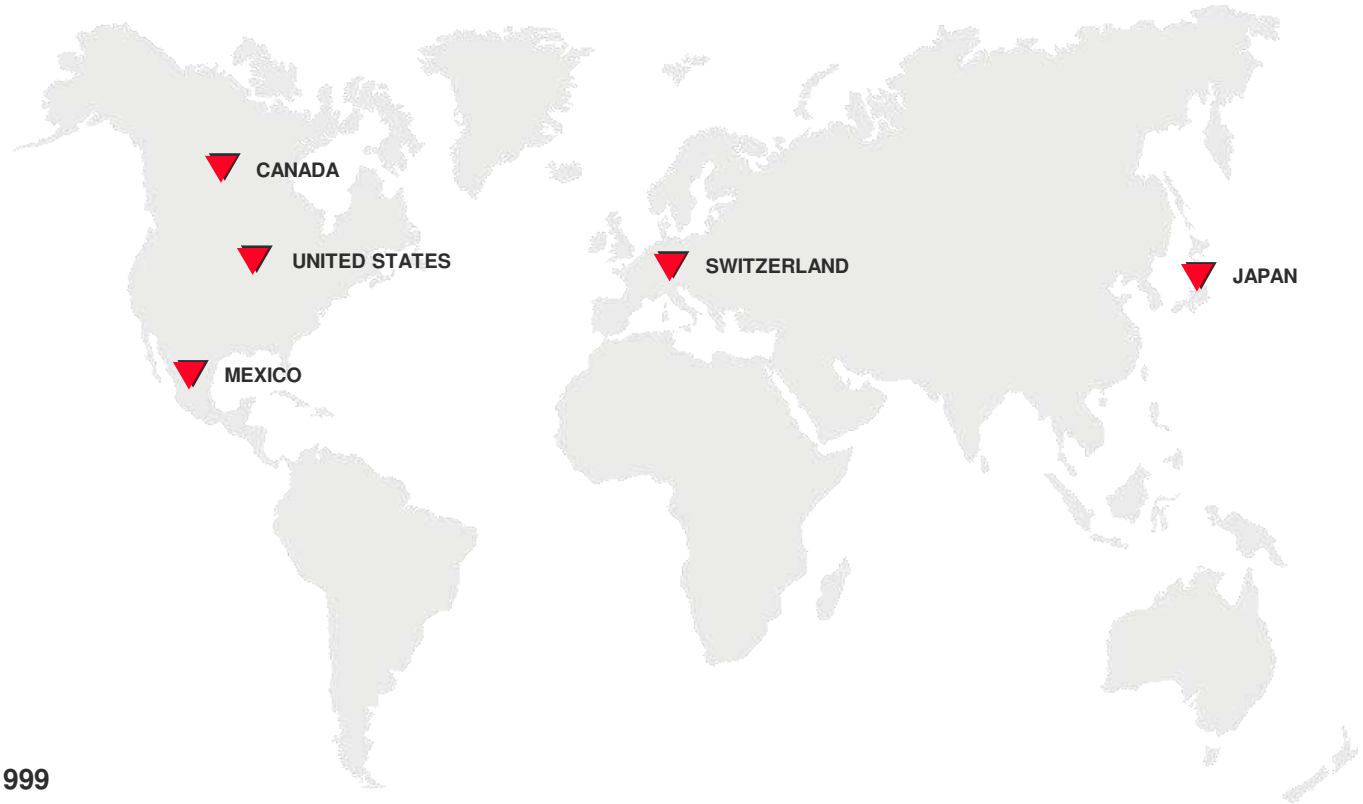 CANADA
UNITED STATES
SWITZERLAND
JAPAN
MEXICO
999